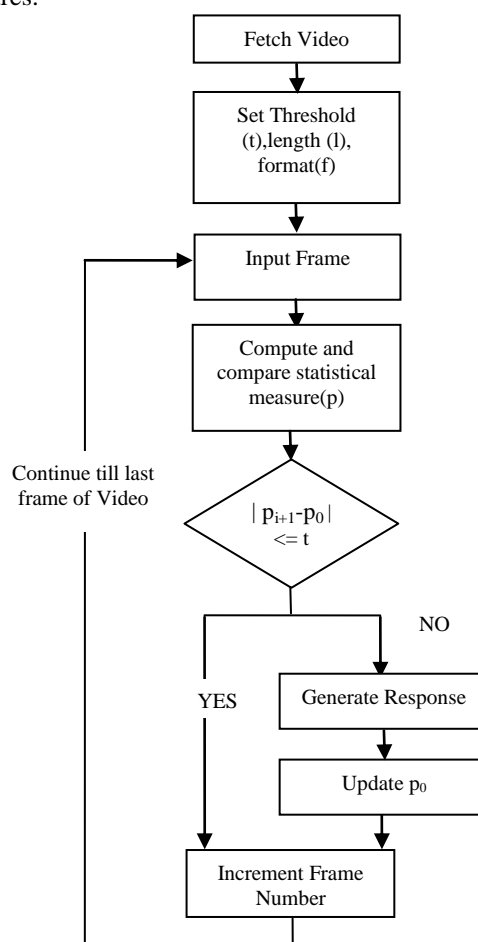 res.
Fetch Video
Set Threshold
(t),length (l),
format(f)
Input Frame
Compute and
compare statistical
measure(p)
Continue till last
frame of Video
| pi+1-p0 |
<= t
NO
YES
Generate Response
Update p0
Increment Frame
Number